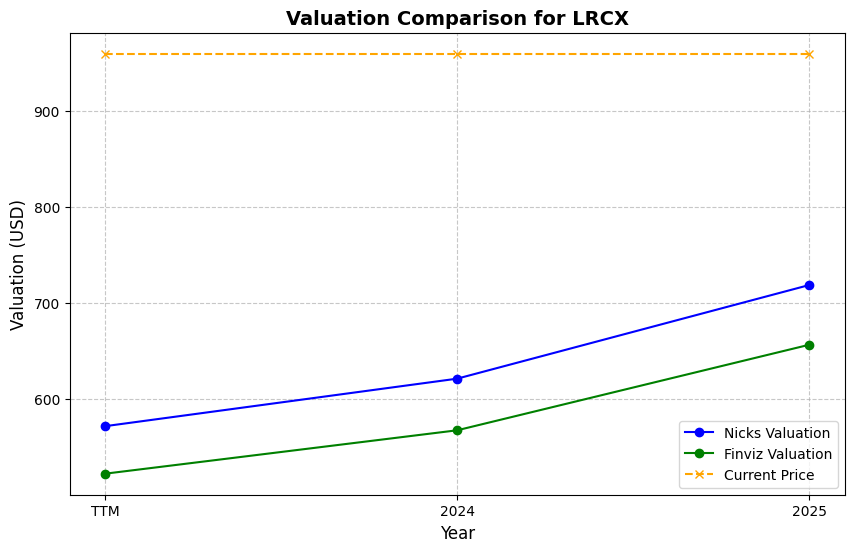 Valuation Comparison for LRCX
Valuation (USD)
900
800
700
600
TTM
2024
2025
Year
Nicks Valuation
Finviz Valuation
Current Price